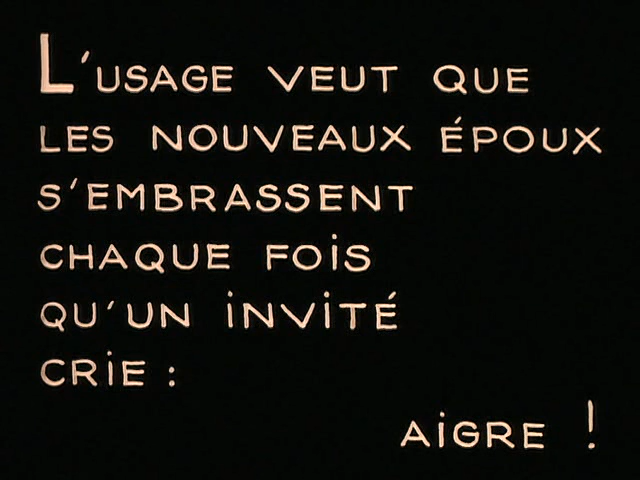 L'USAGE VEUT QUE
LES NOUVEAUX ÉPOUX
S'EMBRASSENT
CHAQUE FOIS
QU'UN INVITÉ
CRIE :
AIGRE !